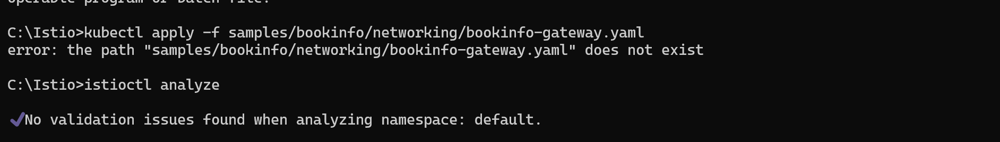 operable program or batch file.
C:\Istio>kubectl apply -f samples/bookinfo/networking/bookinfo-gateway.yaml
error: the path "samples/bookinfo/networking/bookinfo-gateway.yaml" does not exist
C:\Istio>istioctl analyze
✔No validation issues found when analyzing namespace: default.